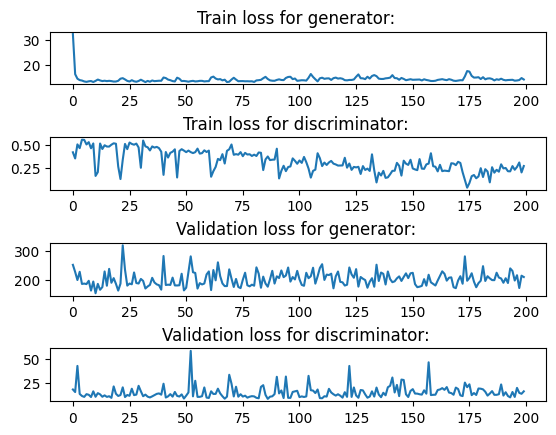 Train loss for generator:
30
20
0 25 50 75 100 125 150 175 200
Train loss for discriminator:
0.50
0.25
0 25 50 75 100 125 150 175 200
Validation loss for generator:
300
200
0 25 50 75 100 125 150 175 200
Validation loss for discriminator:
50
25
0 25 50 75 100 125 150 175 200